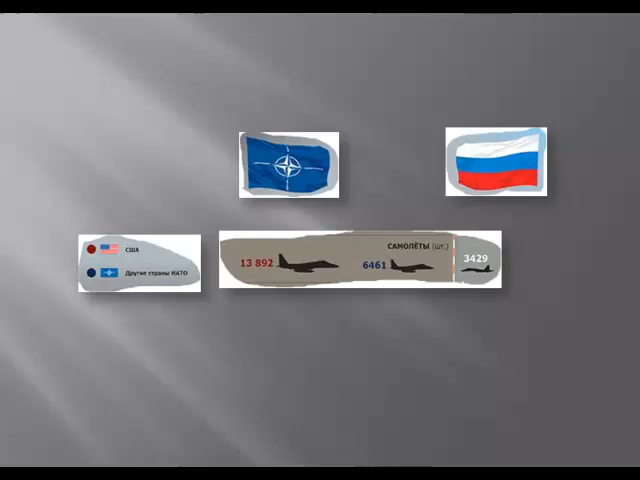 США
Другие страны НАТО
САМОЛЁТЫ (шт.)
13 892
6461
3429